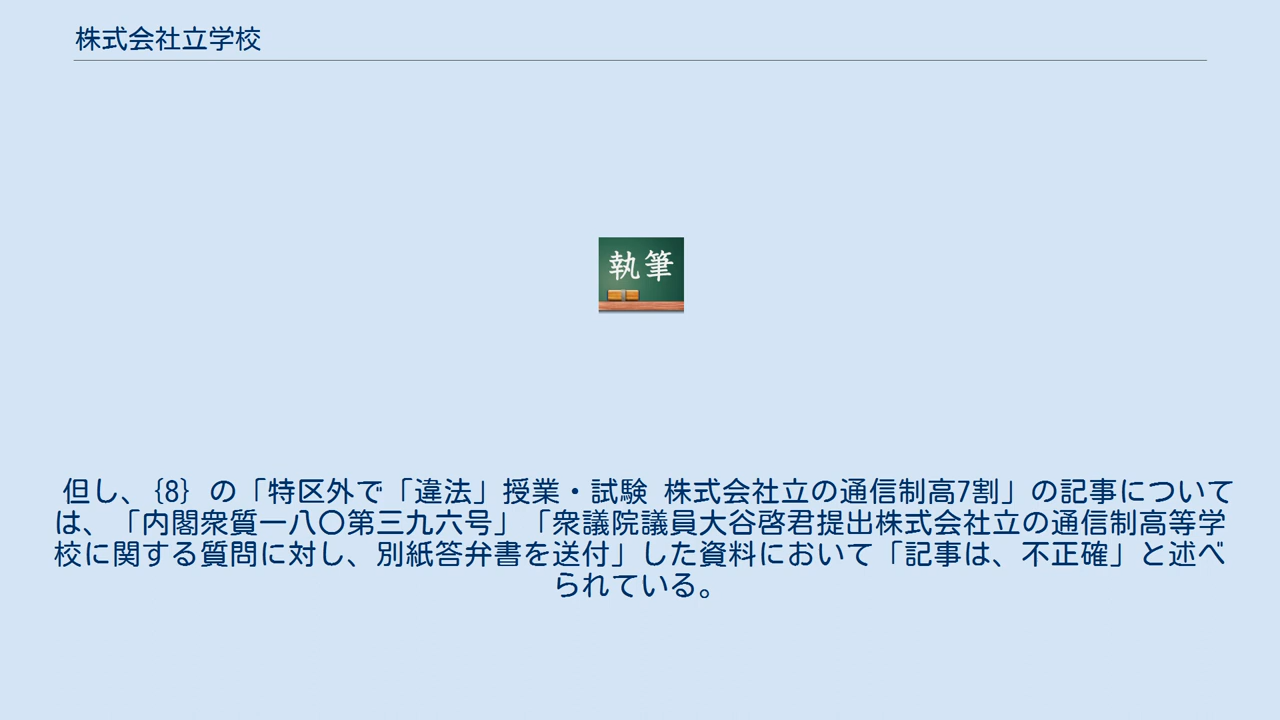 株式会社立学校
執筆
但し、{8} の「特区外で「違法」授業・試験 株式会社立の通信制高7割」の記事について
は、「内閣衆質一八〇第三九六号」「衆議院議員大谷啓君提出株式会社立の通信制高等学
校に関する質問に対し、別紙答弁書を送付」した資料において「記事は、不正確」と述べ
られている。